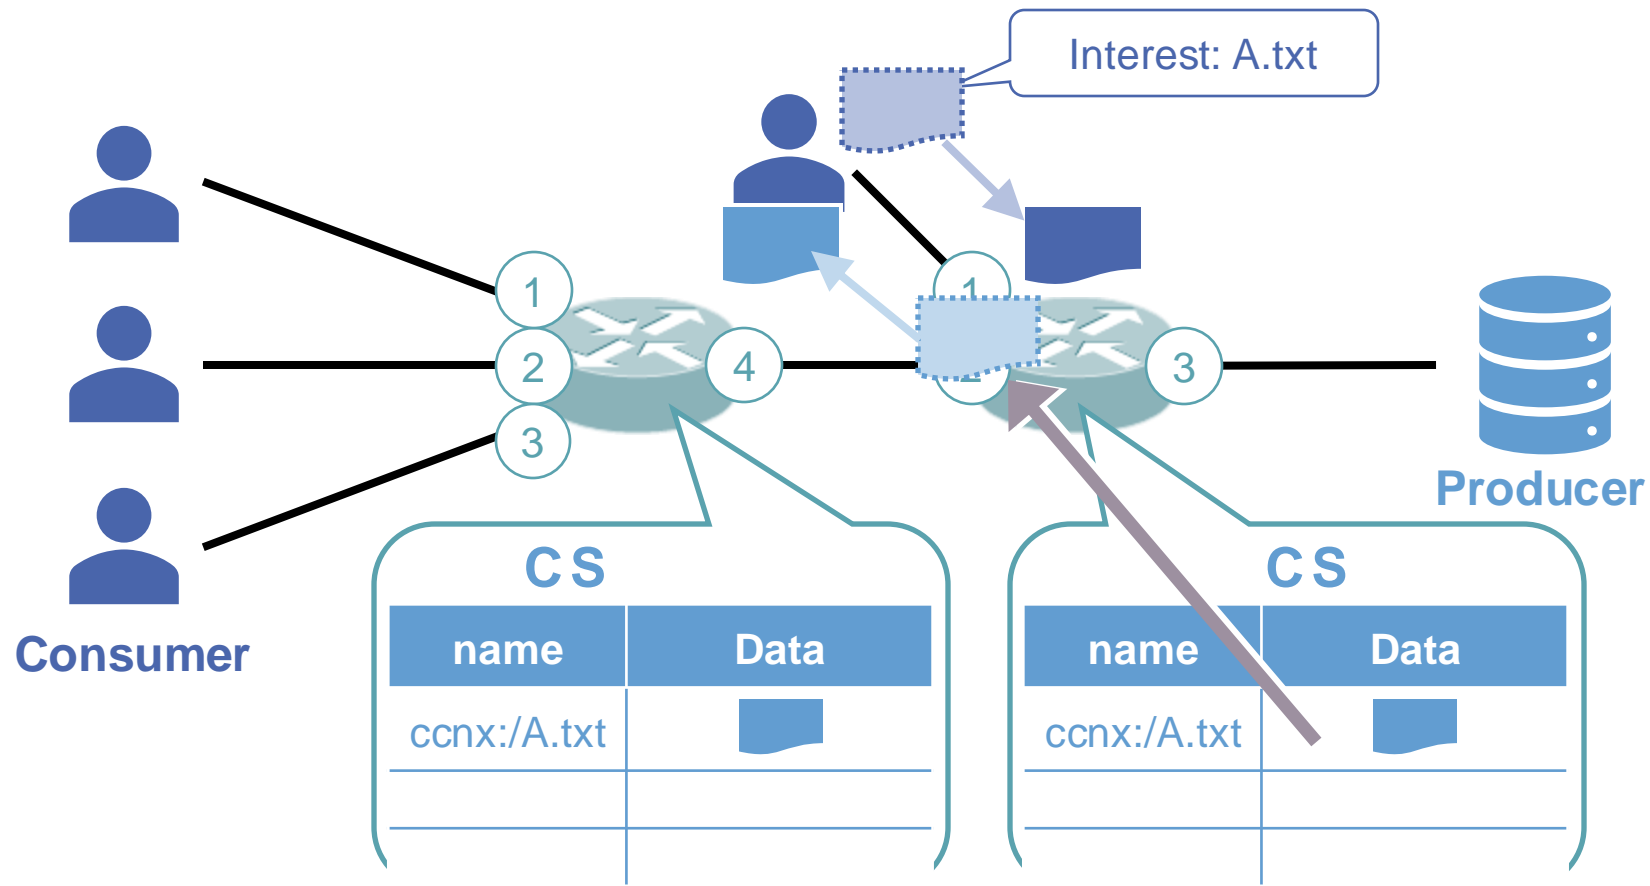 Interest: A.txt
1
2
3
4
1
2
3
Producer
Consumer
CS
name Data
ccnx:/A.txt
CS
name Data
ccnx:/A.txt